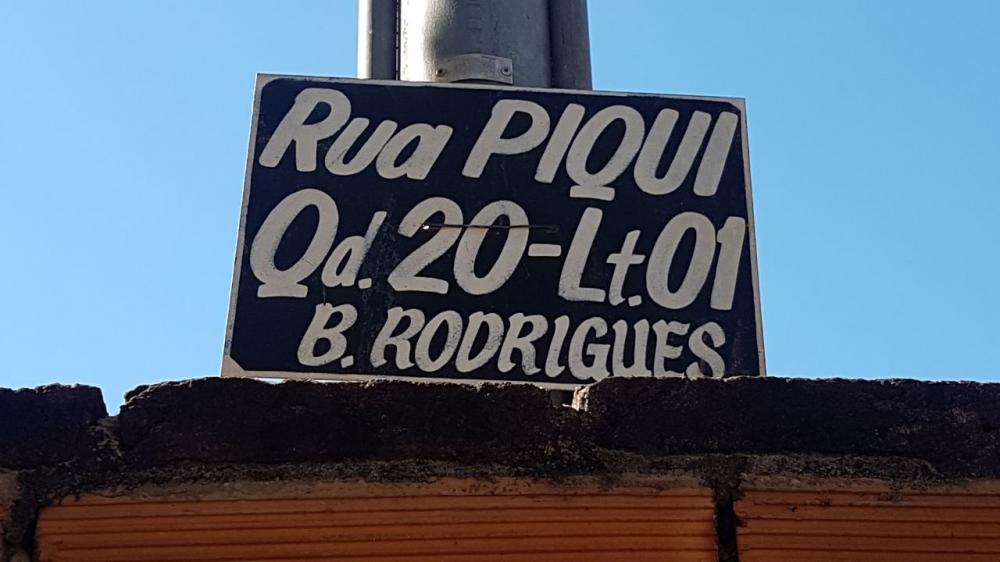 Rua PIQUI
Qd. 20-Lt. 01
B. RODRIGUES